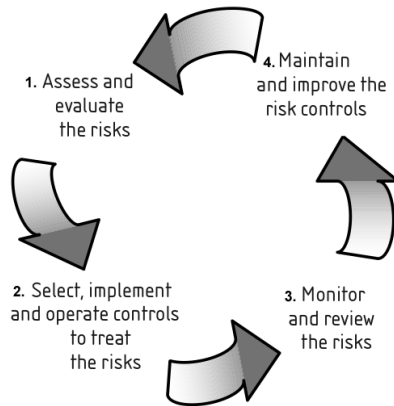 1. Assess and
evaluate
the risks
2. Select, implement
and operate controls
to treat
the risks
3. Monitor
and review
the risks
4. Maintain
and improve the
risk controls